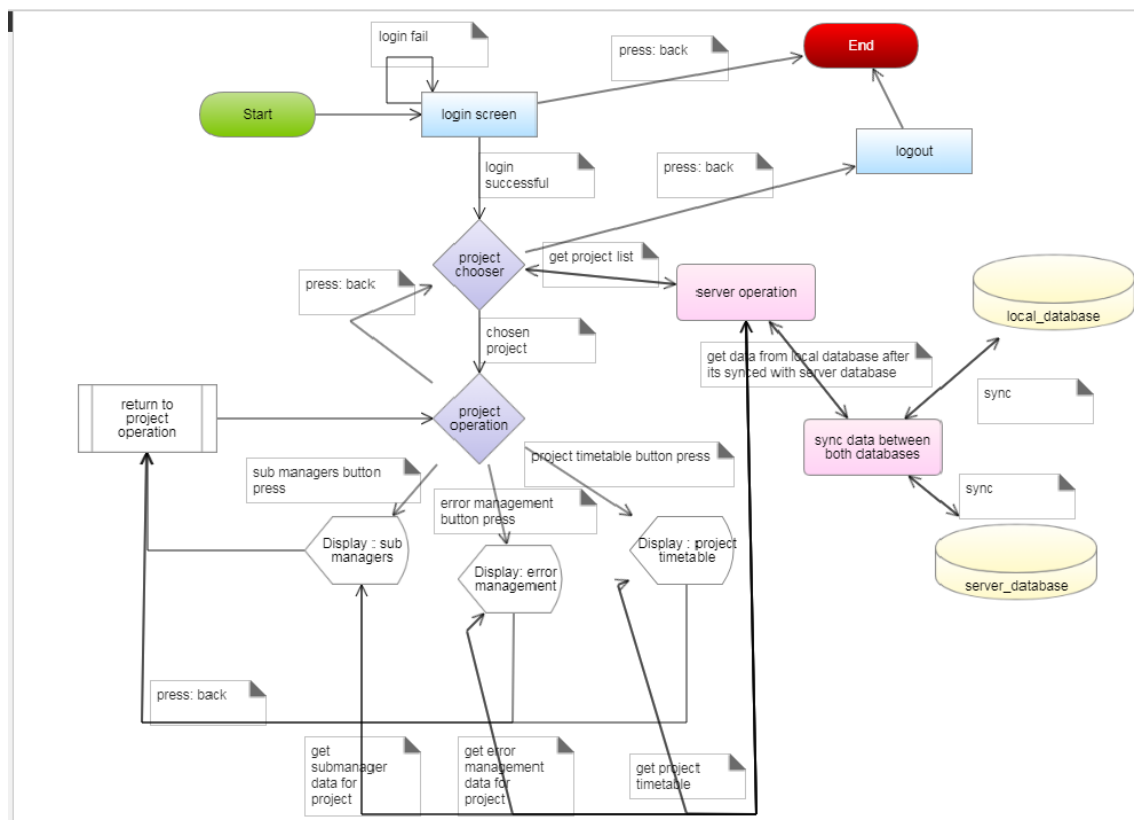 login fail
press: back
End
Start
login screen
logout
login
successful
press: back
project
chooser
get project list
server operation
press: back
local_database
chosen
project
get data from local database after
its synced with server database
sync
return to
project
operation
project
operation
sync data between
both databases
sub managers button
press
project timetable button press
error management
button press
sync
Display : sub
managers
Display : project
timetable
Display: error
management
server_database
press: back
get
submanager
data for
project
get error
management
data for
project
get project
timetable